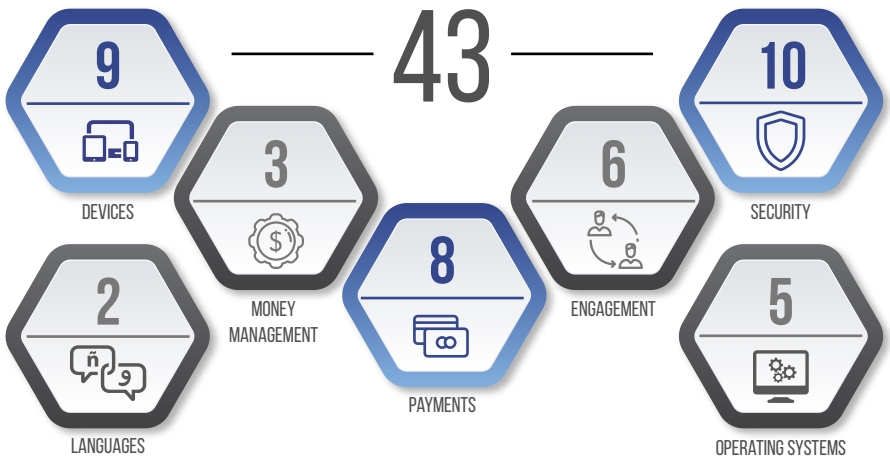 43
9
DEVICES
3
MONEY
MANAGEMENT
8
PAYMENTS
6
ENGAGEMENT
10
SECURITY
2
ñ
و
LANGUAGES
5
OPERATING SYSTEMS